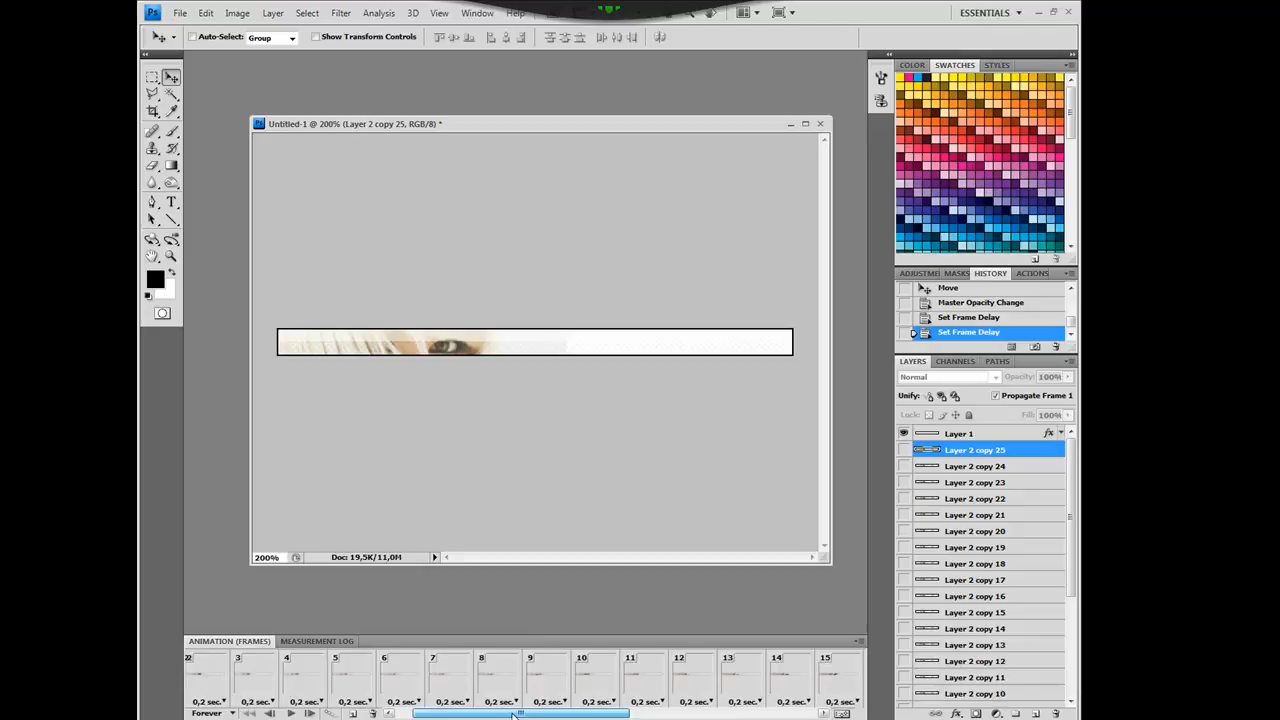 Ps File Edit Image Layer Select Filter Analysis 3D View Window Help ESSENTIALS
Auto-Select: Group Show Transform Controls
COLOR SWATCHES STYLES
Ps Untitled-1 @ 200% (Layer 2 copy 25, RGB/8) *
ADJUSTME MASKS HISTORY ACTIONS
Move
Master Opacity Change
Set Frame Delay
Set Frame Delay
LAYERS CHANNELS PATHS
Normal Opacity: 100%
Unify: Propagate Frame 1
Lock: Fill: 100%
Layer 1 fx
Layer 2 copy 25
Layer 2 copy 24
Layer 2 copy 23
Layer 2 copy 22
Layer 2 copy 21
Layer 2 copy 20
Layer 2 copy 19
Layer 2 copy 18
Layer 2 copy 17
Layer 2 copy 16
Layer 2 copy 15
Layer 2 copy 14
Layer 2 copy 13
Layer 2 copy 12
Layer 2 copy 11
Layer 2 copy 10
200% Doc: 19,5K/11,0M
ANIMATION (FRAMES) MEASUREMENT LOG
3 4 5 6 7 8 9 10 11 12 13 14 15
0,2 sec. 0,2 sec. 0,2 sec. 0,2 sec. 0,2 sec. 0,2 sec. 0,2 sec. 0,2 sec. 0,2 sec. 0,2 sec. 0,2 sec. 0,2 sec. 0,2 sec. 0,2 sec.
Forever